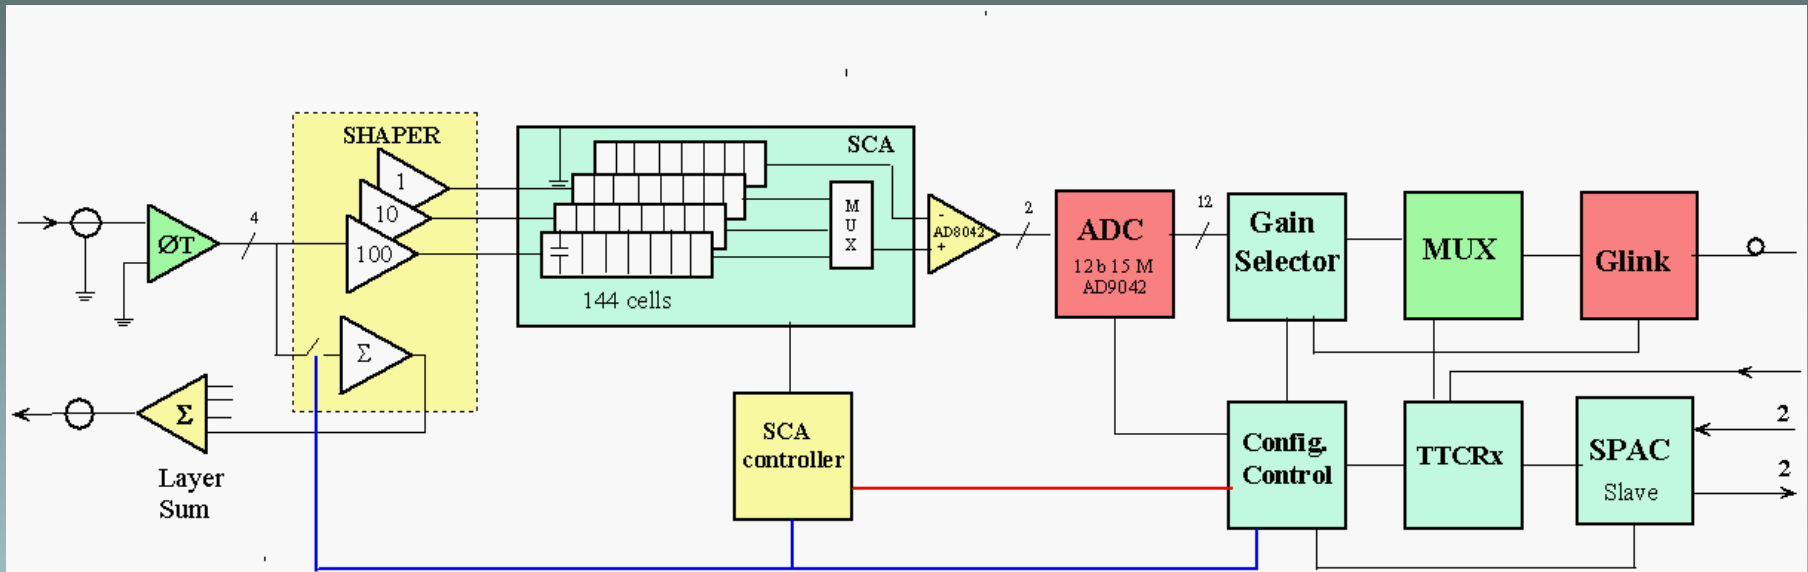 SHAPER
1
10
100
4
ØT
Σ
Σ
Layer
Sum
SCA
M
U
X
144 cells
-
AD8042
+
2
ADC
12b 15 M
AD9042
12
Gain
Selector
MUX
Glink
SCA
controller
Config.
Control
TTCRx
SPAC
Slave
2
2